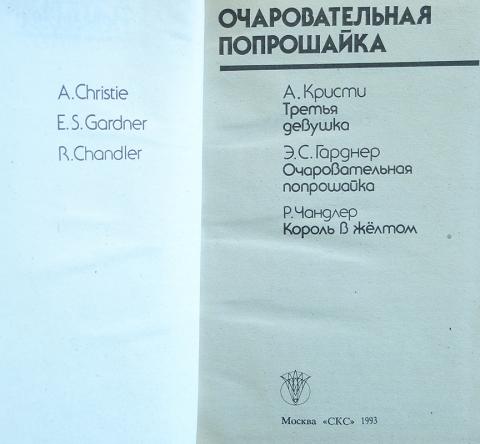 A.Christie
E.S.Gardner
R.Chandler
ОЧАРОВАТЕЛЬНАЯ
ПОПРОШАЙКА
А.Кристи
Третья
девушка
Э.С.Гарднер
Очаровательная
попрошайка
Р.Чандлер
Король в жёлтом
Москва «СКС» 1993